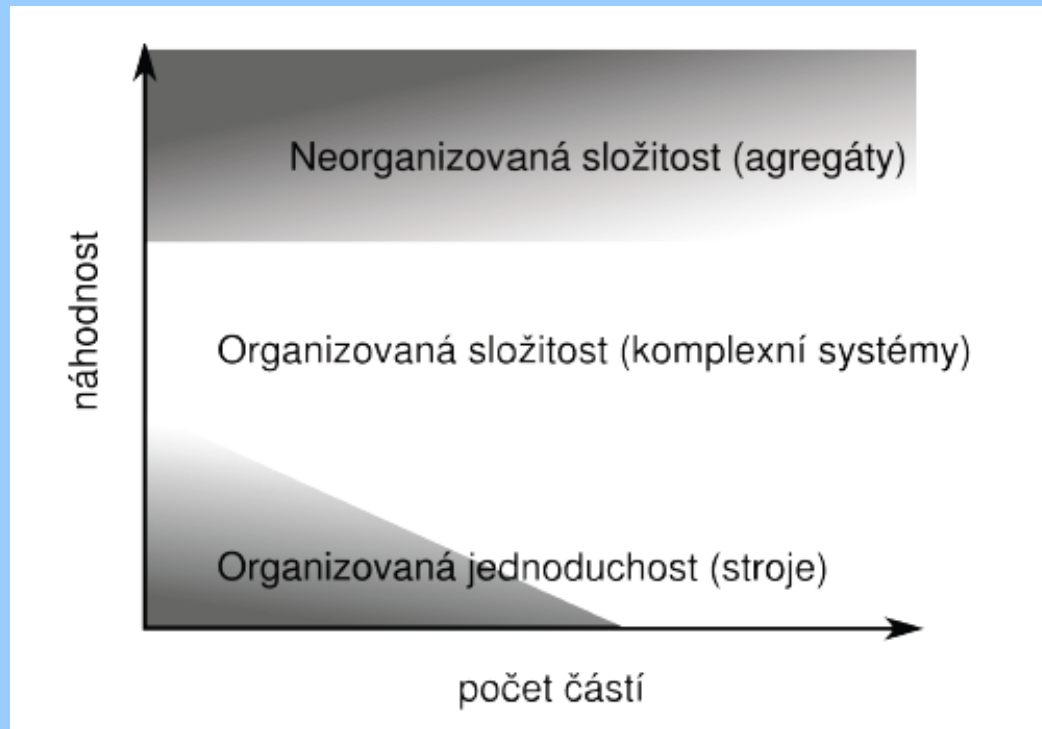 Neorganizovaná složitost (agregáty)
náhodnost
Organizovaná složitost (komplexní systémy)
Organizovaná jednoduchost (stroje)
počet částí